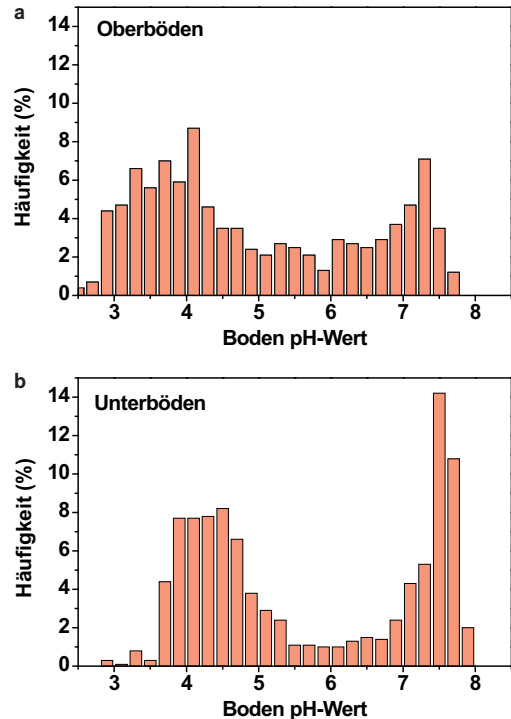 a
Oberböden
14
12
10
8
6
4
2
0
Häufigkeit (%)
3 4 5 6 7 8
Boden pH-Wert
b
Unterböden
14
12
10
8
6
4
2
0
Häufigkeit (%)
3 4 5 6 7 8
Boden pH-Wert